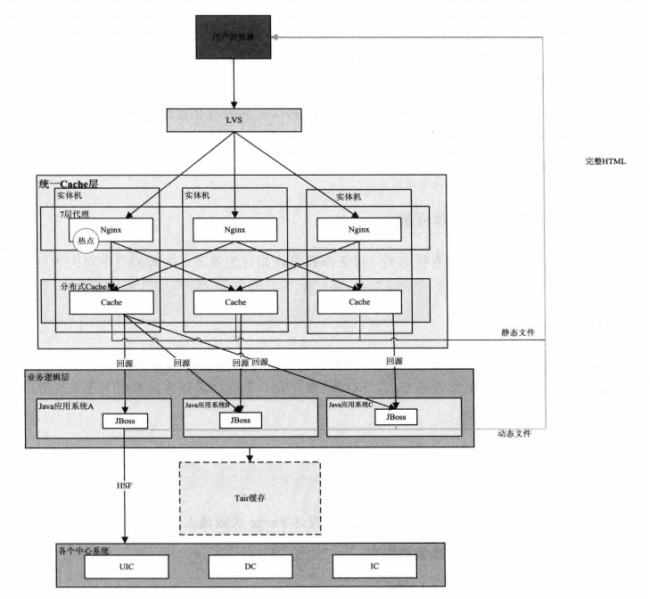 用户浏览器
LVS
完整HTML
统一Cache层
实体机
实体机
实体机
7层代理
Nginx
Nginx
Nginx
热点
分布式Cache
Cache
Cache
Cache
静态文件
回源
回源
回源
回源
回源
业务逻辑层
Java应用系统A
Java应用系统B
Java应用系统C
JBoss
JBoss
JBoss
动态文件
HSF
Tair缓存
各个中心系统
UIC
DC
IC